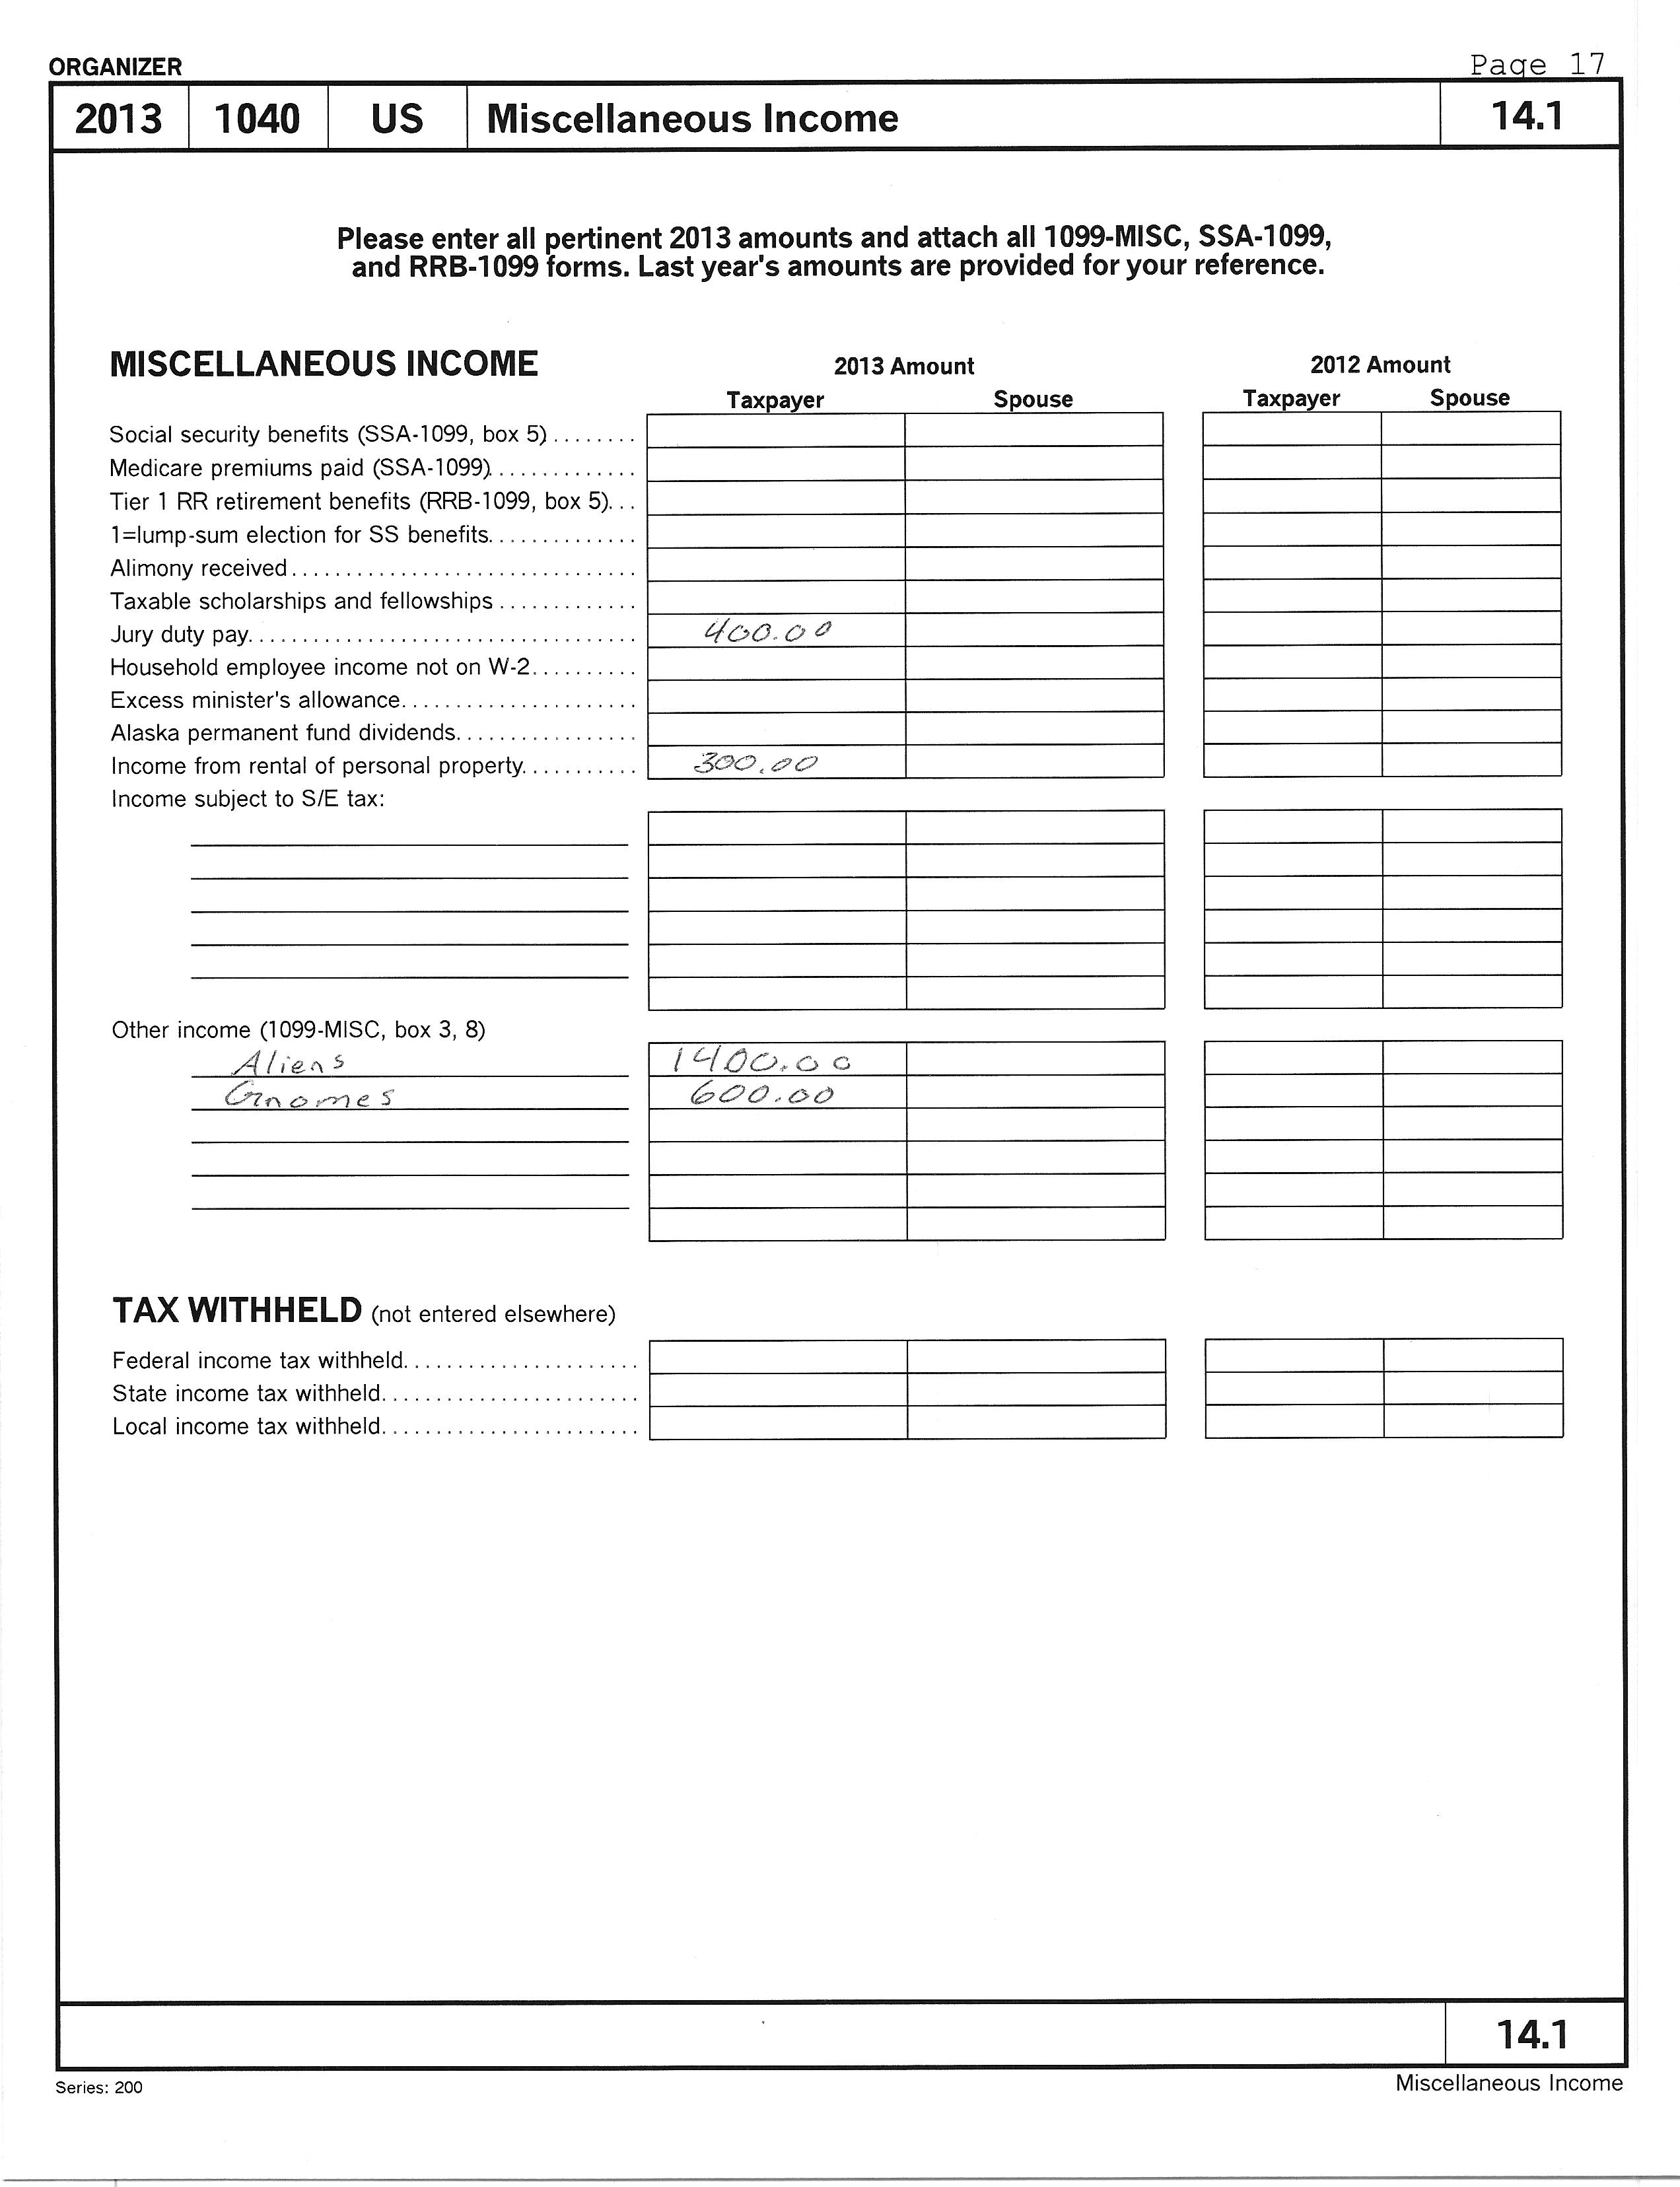 ORGANIZER
Page 17
2013 1040 US Miscellaneous Income 14.1
Please enter all pertinent 2013 amounts and attach all 1099-MISC, SSA-1099,
and RRB-1099 forms. Last year's amounts are provided for your reference.
MISCELLANEOUS INCOME 2013 Amount 2012 Amount
Taxpayer Spouse Taxpayer Spouse
Social security benefits (SSA-1099, box 5) ........
Medicare premiums paid (SSA-1099).............
Tier 1 RR retirement benefits (RRB-1099, box 5)...
1=lump-sum election for SS benefits..............
Alimony received................................
Taxable scholarships and fellowships .............
Jury duty pay.................................... 400.00
Household employee income not on W-2..........
Excess minister's allowance......................
Alaska permanent fund dividends.................
Income from rental of personal property........... 300.00
Income subject to S/E tax:
Other income (1099-MISC, box 3, 8)
Aliens 1400.00
Gnomes 600.00
TAX WITHHELD (not entered elsewhere)
Federal income tax withheld......................
State income tax withheld........................
Local income tax withheld........................
14.1
Series: 200
Miscellaneous Income